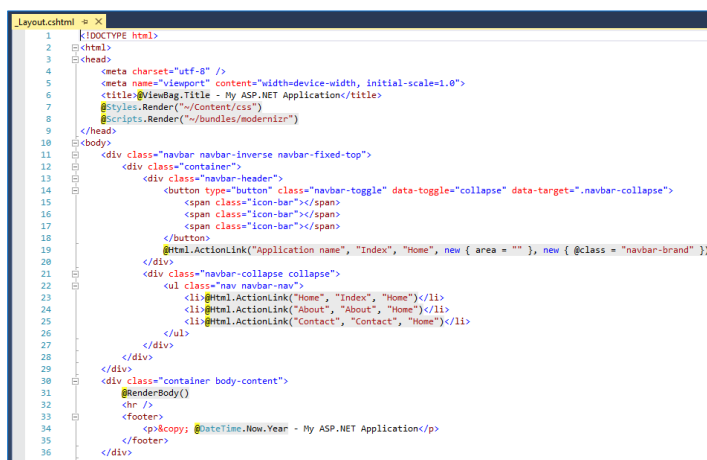 _Layout.cshtml
1 <!DOCTYPE html>
2 <html>
3 <head>
4 <meta charset="utf-8" />
5 <meta name="viewport" content="width=device-width, initial-scale=1.0">
6 <title>@ViewBag.Title - My ASP.NET Application</title>
7 @Styles.Render("~/Content/css")
8 @Scripts.Render("~/bundles/modernizr")
9 </head>
10 <body>
11 <div class="navbar navbar-inverse navbar-fixed-top">
12 <div class="container">
13 <div class="navbar-header">
14 <button type="button" class="navbar-toggle" data-toggle="collapse" data-target=".navbar-collapse">
15 <span class="icon-bar"></span>
16 <span class="icon-bar"></span>
17 <span class="icon-bar"></span>
18 </button>
19 @Html.ActionLink("Application name", "Index", "Home", new { area = "" }, new { @class = "navbar-brand" })
20 </div>
21 <div class="navbar-collapse collapse">
22 <ul class="nav navbar-nav">
23 <li>@Html.ActionLink("Home", "Index", "Home")</li>
24 <li>@Html.ActionLink("About", "About", "Home")</li>
25 <li>@Html.ActionLink("Contact", "Contact", "Home")</li>
26 </ul>
27 </div>
28 </div>
29 </div>
30 <div class="container body-content">
31 @RenderBody()
32 <hr />
33 <footer>
34 <p>&copy; @DateTime.Now.Year - My ASP.NET Application</p>
35 </footer>
36 </div>